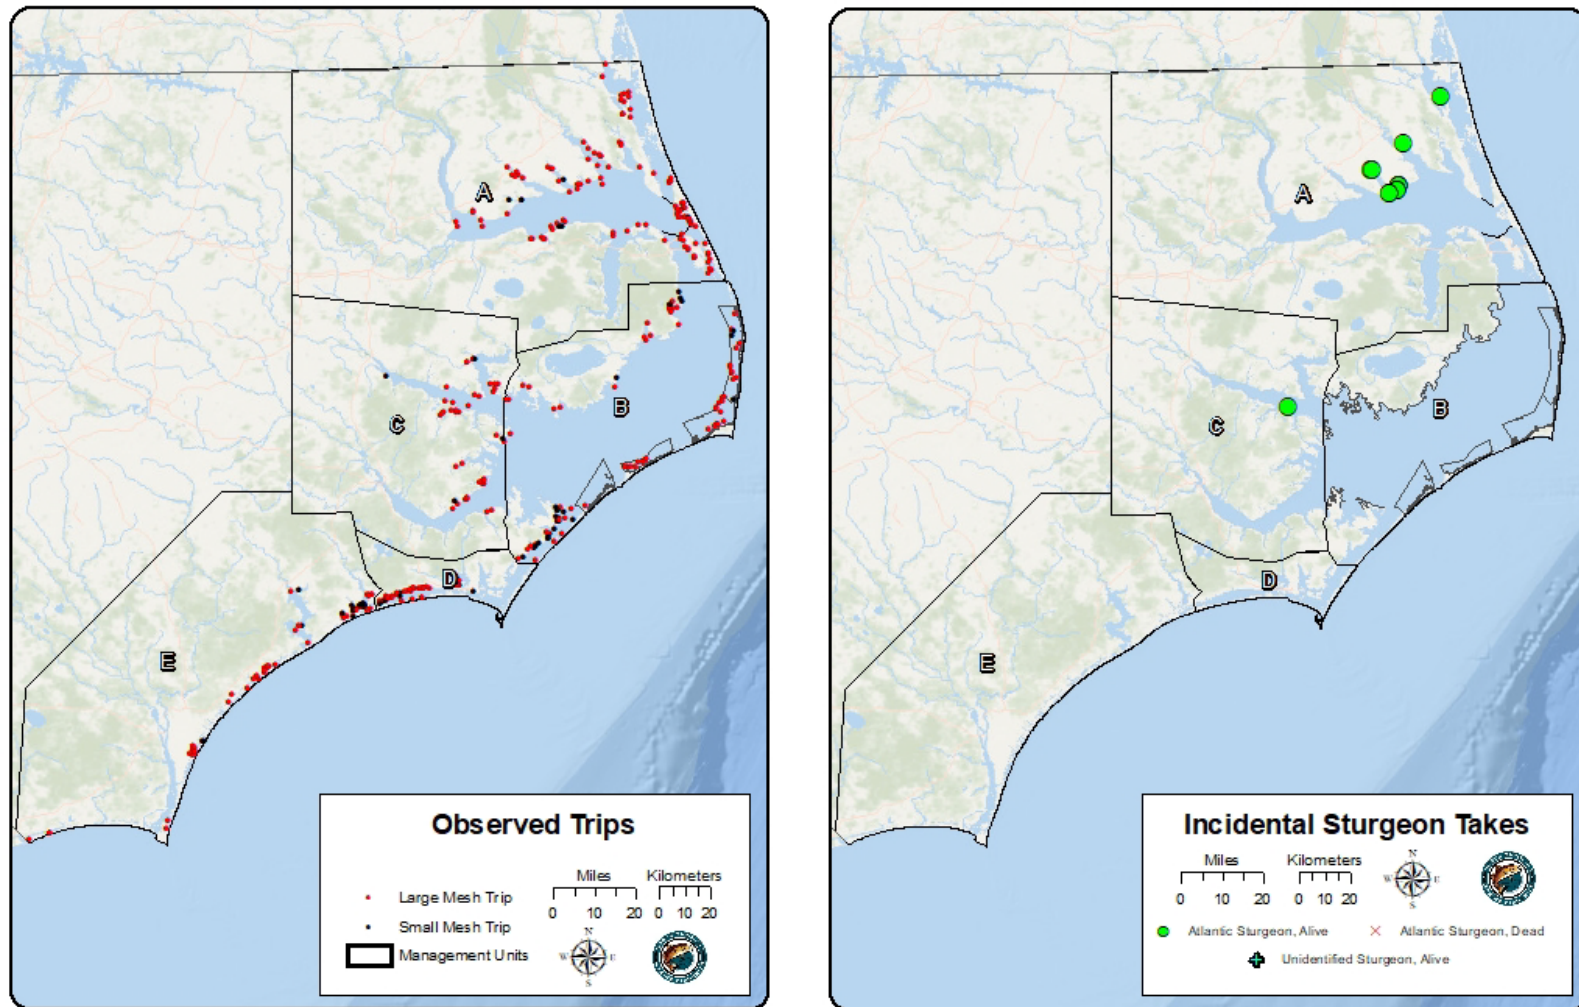 A
B
C
D
E
Observed Trips
Miles Kilometers
0 10 20 0 10 20
Large Mesh Trip
Small Mesh Trip
Management Units
N
W E
S
A
B
C
D
E
Incidental Sturgeon Takes
Miles Kilometers
0 10 20 0 10 20
N
W E
S
Atlantic Sturgeon, Alive Atlantic Sturgeon, Dead
Unidentified Sturgeon, Alive